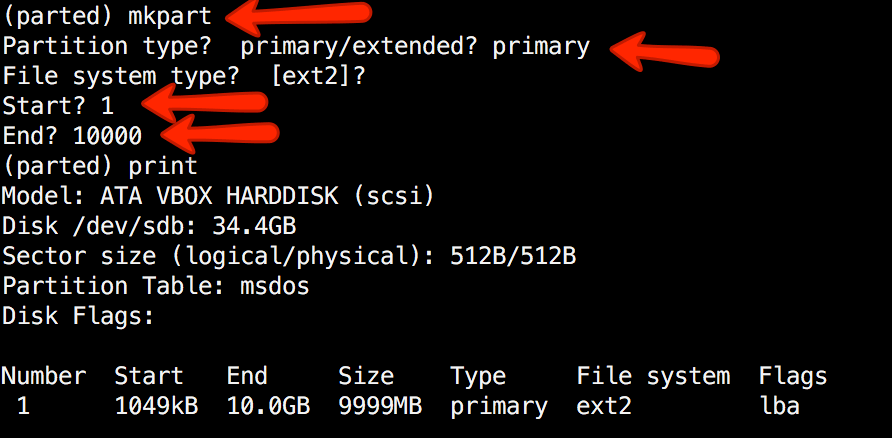 (parted) mkpart
Partition type?  primary/extended? primary
File system type?  [ext2]?
Start? 1
End? 10000
(parted) print
Model: ATA VBOX HARDDISK (scsi)
Disk /dev/sdb: 34.4GB
Sector size (logical/physical): 512B/512B
Partition Table: msdos
Disk Flags:
Number  Start   End     Size    Type     File system  Flags
 1      1049kB  10.0GB  9999MB  primary  ext2         lba